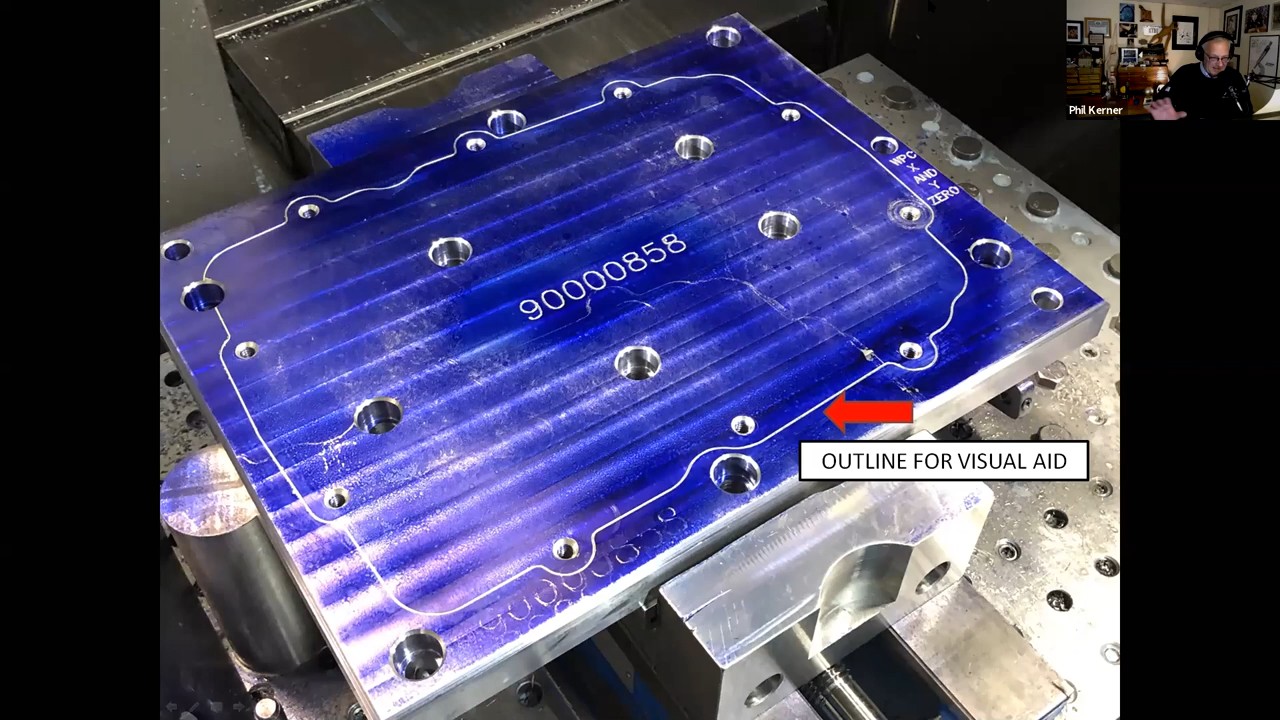 Phil Kerner
WPC
X
AND
Y
ZERO
90000858
OUTLINE FOR VISUAL AID